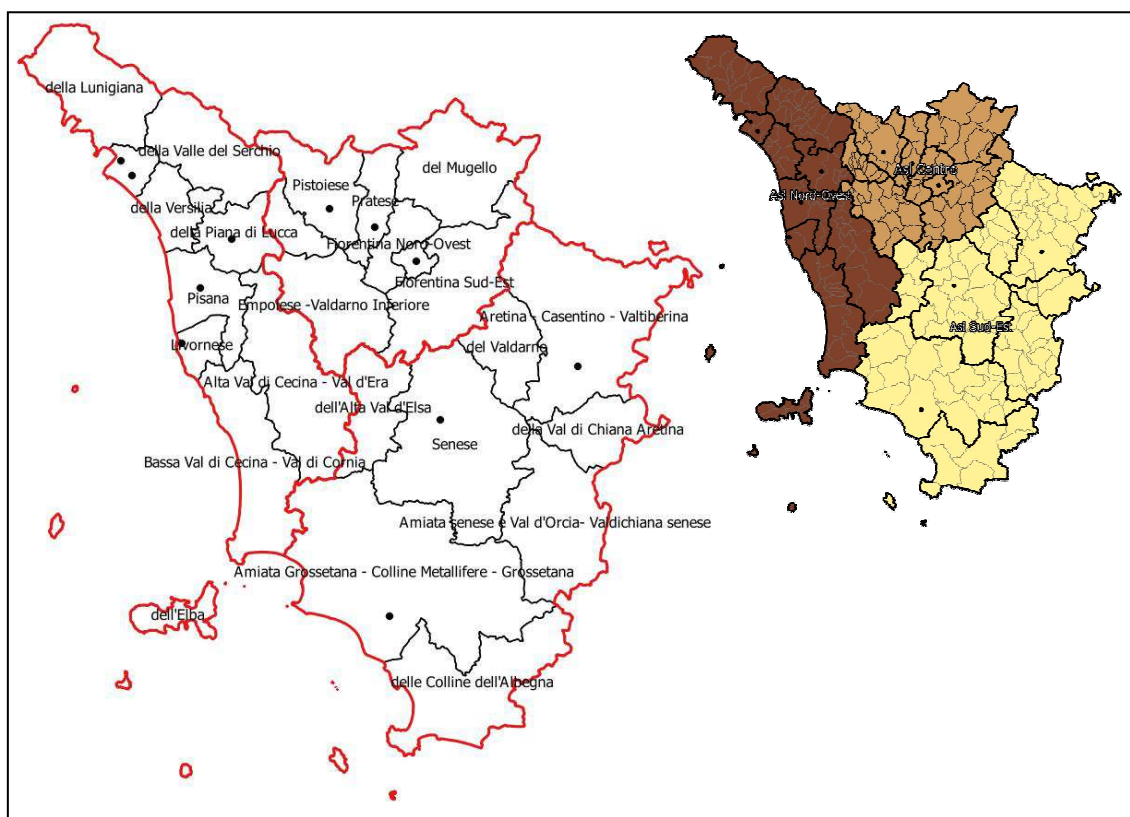 della Lunigiana
della Valle del Serchio
del Mugello
Pistoiese
Pratese
della Versilia
della Piana di Lucca
Fiorentina Nord-Ovest
Fiorentina Sud-Est
Pisana
Empolese -Valdarno Inferiore
Aretina - Casentino - Valtiberina
Livornese
del Valdarno
Alta Val di Cecina - Val d'Era
dell'Alta Val d'Elsa
Senese
della Val di Chiana Aretina
Bassa Val di Cecina - Val di Cornia
Amiata senese e Val d'Orcia- Valdichiana senese
Amiata Grossetana - Colline Metallifere - Grossetana
dell'Elba
delle Colline dell'Albegna
Asl Centro
Asl Nord-Ovest
Asl Sud-Est